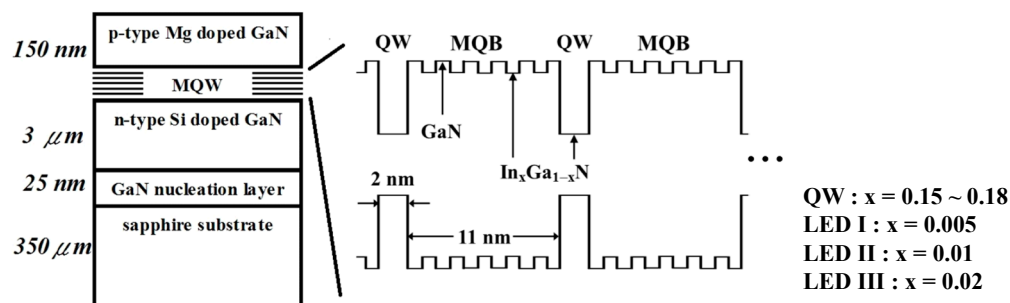 p-type Mg doped GaN
150 nm
MQW
n-type Si doped GaN
3 μm
GaN nucleation layer
25 nm
sapphire substrate
350 μm
QW MQB QW MQB
GaN
InxGa1–xN
2 nm
11 nm
...
QW : x = 0.15 ~ 0.18
LED I : x = 0.005
LED II : x = 0.01
LED III : x = 0.02